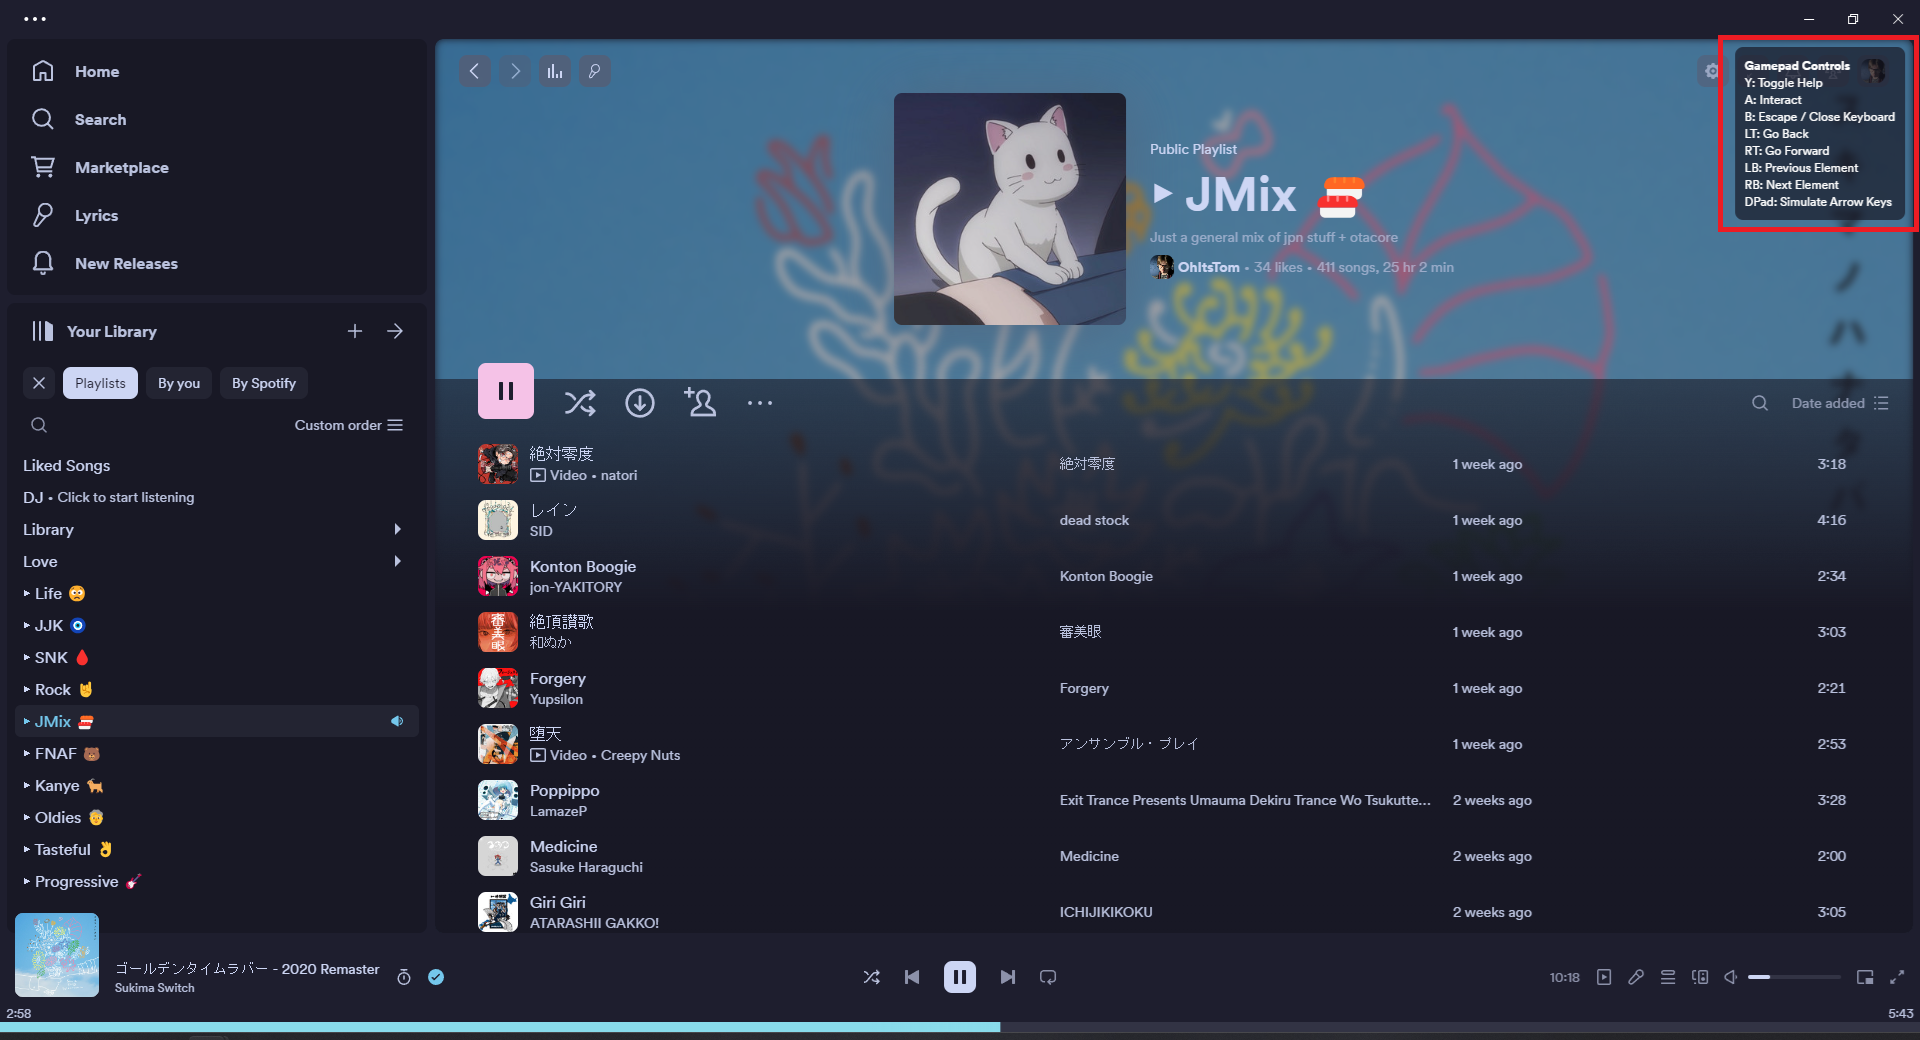 Home
Search
Marketplace
Lyrics
New Releases
Your Library
Playlists
By you
By Spotify
Custom order
Liked Songs
DJ • Click to start listening
Library
Love
Life 😳
JJK 🧿
SNK 🩸
Rock 🤘
JMix 🍣
FNAF 🐻
Kanye 🐐
Oldies 👴
Tasteful 👌
Progressive 🎸
Public Playlist
▶ JMix 🍣
Just a general mix of jpn stuff + otacore
OhItsTom • 34 likes • 411 songs, 25 hr 2 min
Gamepad Controls
Y: Toggle Help
A: Interact
B: Escape / Close Keyboard
LT: Go Back
RT: Go Forward
LB: Previous Element
RB: Next Element
DPad: Simulate Arrow Keys
Date added
絶対零度
Video • natori
絶対零度
1 week ago
3:18
レイン
SID
dead stock
1 week ago
4:16
Konton Boogie
jon-YAKITORY
Konton Boogie
1 week ago
2:34
絶頂讃歌
和ぬか
審美眼
1 week ago
3:03
Forgery
Yupsilon
Forgery
1 week ago
2:21
堕天
Video • Creepy Nuts
アンサンブル・プレイ
1 week ago
2:53
Poppippo
LamazeP
Exit Trance Presents Umauma Dekiru Trance Wo Tsukutte...
2 weeks ago
3:28
Medicine
Sasuke Haraguchi
Medicine
2 weeks ago
2:00
Giri Giri
ATARASHII GAKKO!
ICHIJIKIKOKU
2 weeks ago
3:05
ゴールデンタイムラバー - 2020 Remaster
Sukima Switch
10:18
2:58
5:43